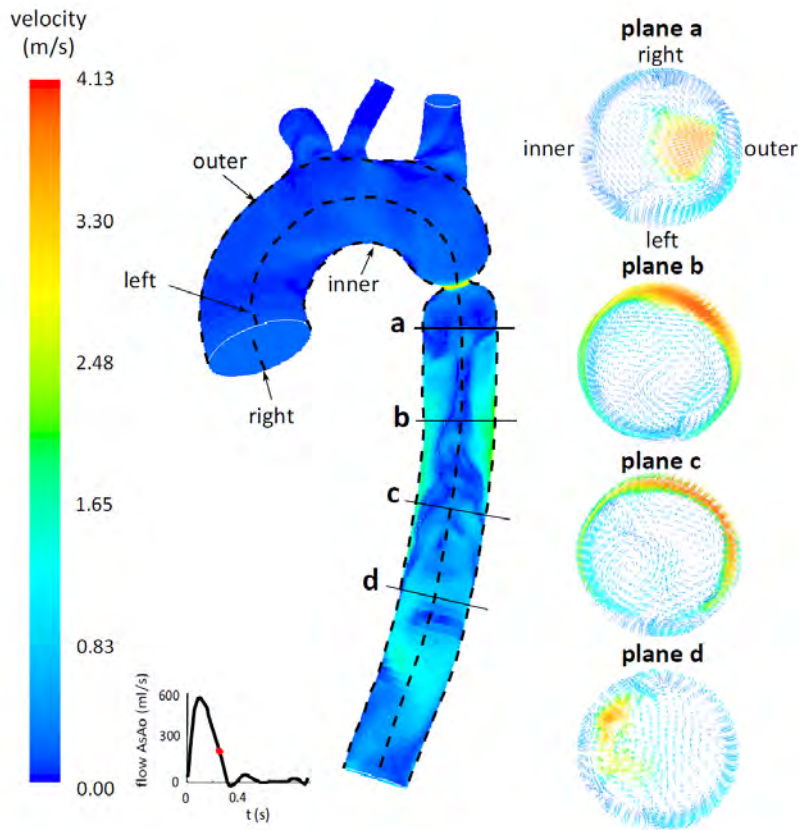 velocity
(m/s)
4.13
3.30
2.48
1.65
0.83
0.00
outer
left
inner
right
a
b
c
d
plane a
right
inner
outer
left
plane b
plane c
plane d
flow AsAo (ml/s)
600
300
0
0
0.4
t (s)